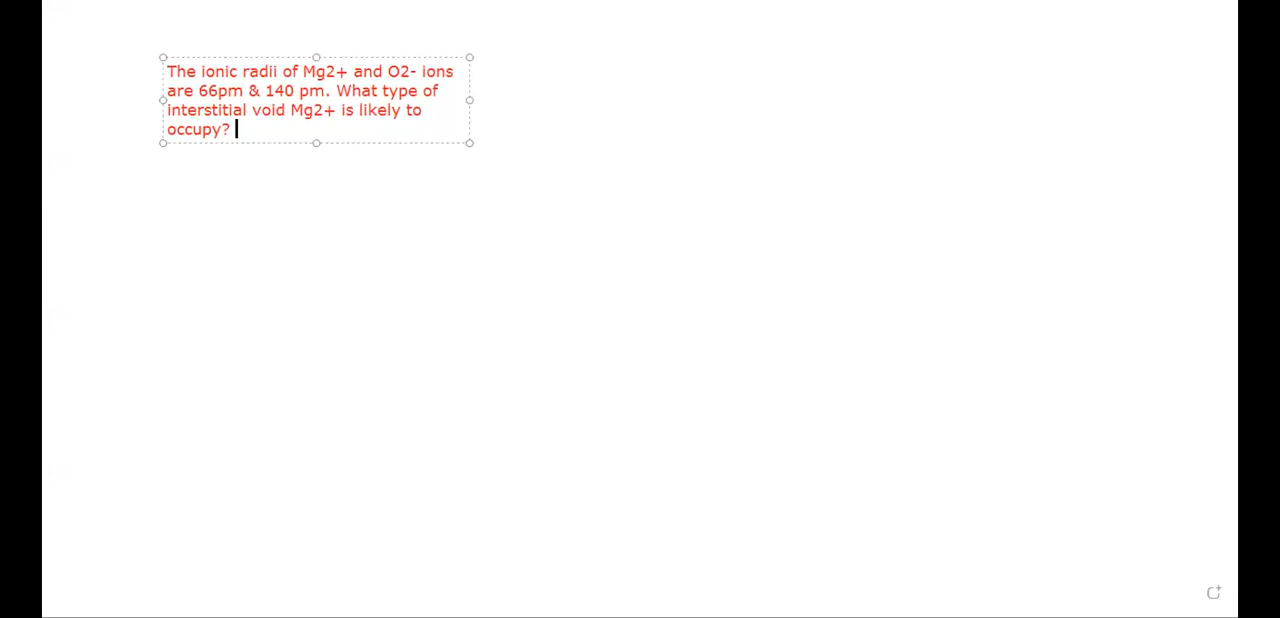 The ionic radii of Mg2+ and O2- ions
are 66pm & 140 pm. What type of
interstitial void Mg2+ is likely to
occupy?